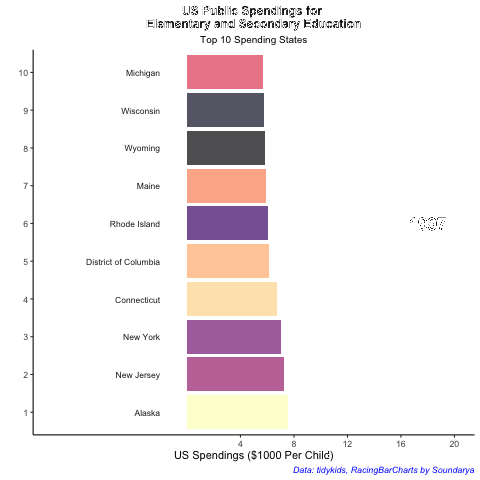 US Public Spendings for
Elementary and Secondary Education
Top 10 Spending States
10 Michigan
9 Wisconsin
8 Wyoming
7 Maine
6 Rhode Island
1997
5 District of Columbia
4 Connecticut
3 New York
2 New Jersey
1 Alaska
4 8 12 16 20
US Spendings ($1000 Per Child)
Data: tidykids, RacingBarCharts by Soundarya